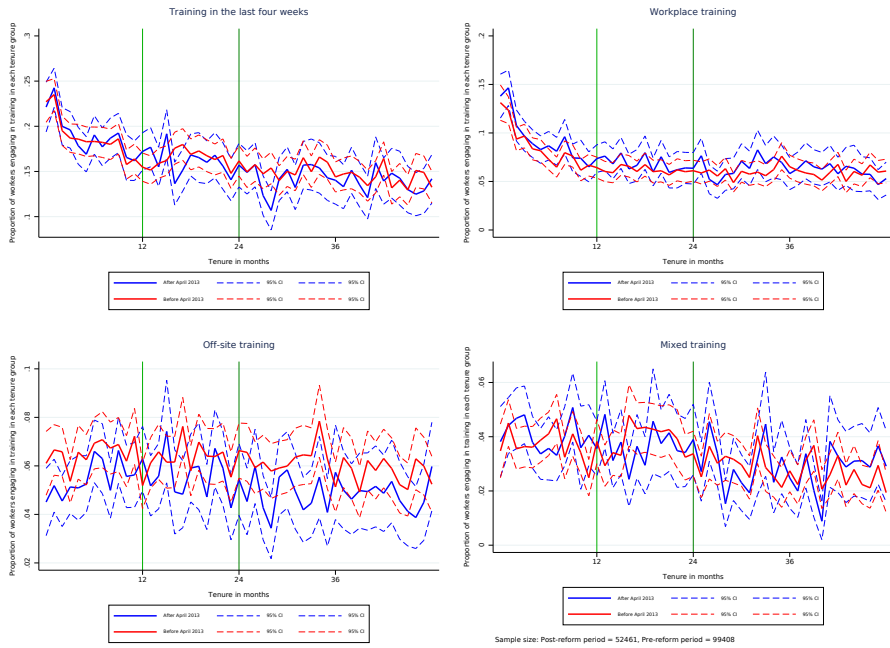 Training in the last four weeks
Proportion of workers engaging in training in each tenure group
.3
.25
.2
.15
.1
12
24
36
Tenure in months
After April 2013
95% CI
95% CI
Before April 2013
95% CI
95% CI
Workplace training
Proportion of workers engaging in training in each tenure group
.2
.15
.1
.05
0
12
24
36
Tenure in months
After April 2013
95% CI
95% CI
Before April 2013
95% CI
95% CI
Off-site training
Proportion of workers engaging in training in each tenure group
.1
.08
.06
.04
.02
12
24
36
Tenure in months
After April 2013
95% CI
95% CI
Before April 2013
95% CI
95% CI
Mixed training
Proportion of workers engaging in training in each tenure group
.06
.04
.02
0
12
24
36
Tenure in months
After April 2013
95% CI
95% CI
Before April 2013
95% CI
95% CI
Sample size: Post-reform period = 52461, Pre-reform period = 99408